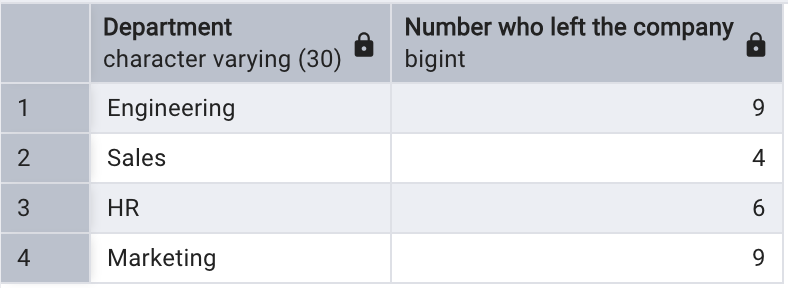 Department
character varying (30)
Number who left the company
bigint
1 Engineering 9
2 Sales 4
3 HR 6
4 Marketing 9